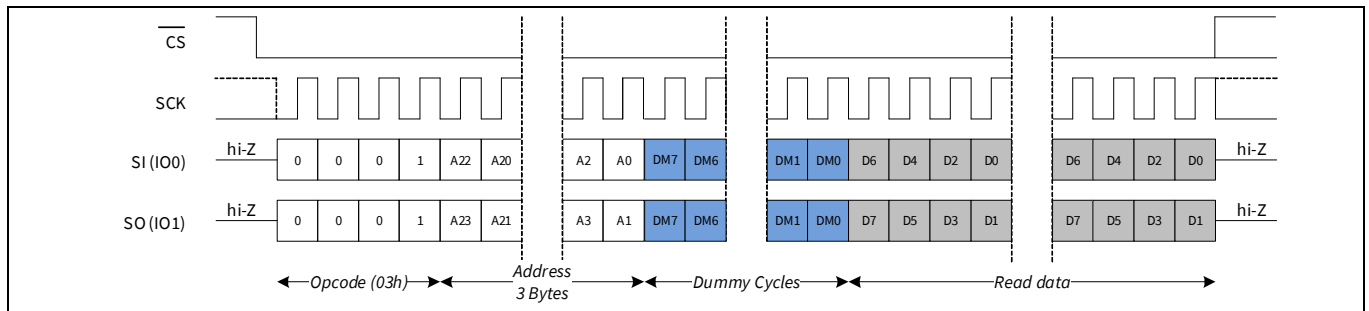 CS
SCK
SI (IO0) hi-Z 0 0 0 1 A22 A20 A2 A0 DM7 DM6 DM1 DM0 D6 D4 D2 D0 D6 D4 D2 D0 hi-Z
SO (IO1) hi-Z 0 0 0 1 A23 A21 A3 A1 DM7 DM6 DM1 DM0 D7 D5 D3 D1 D7 D5 D3 D1 hi-Z
Opcode (03h) Address Dummy Cycles Read data
3 Bytes